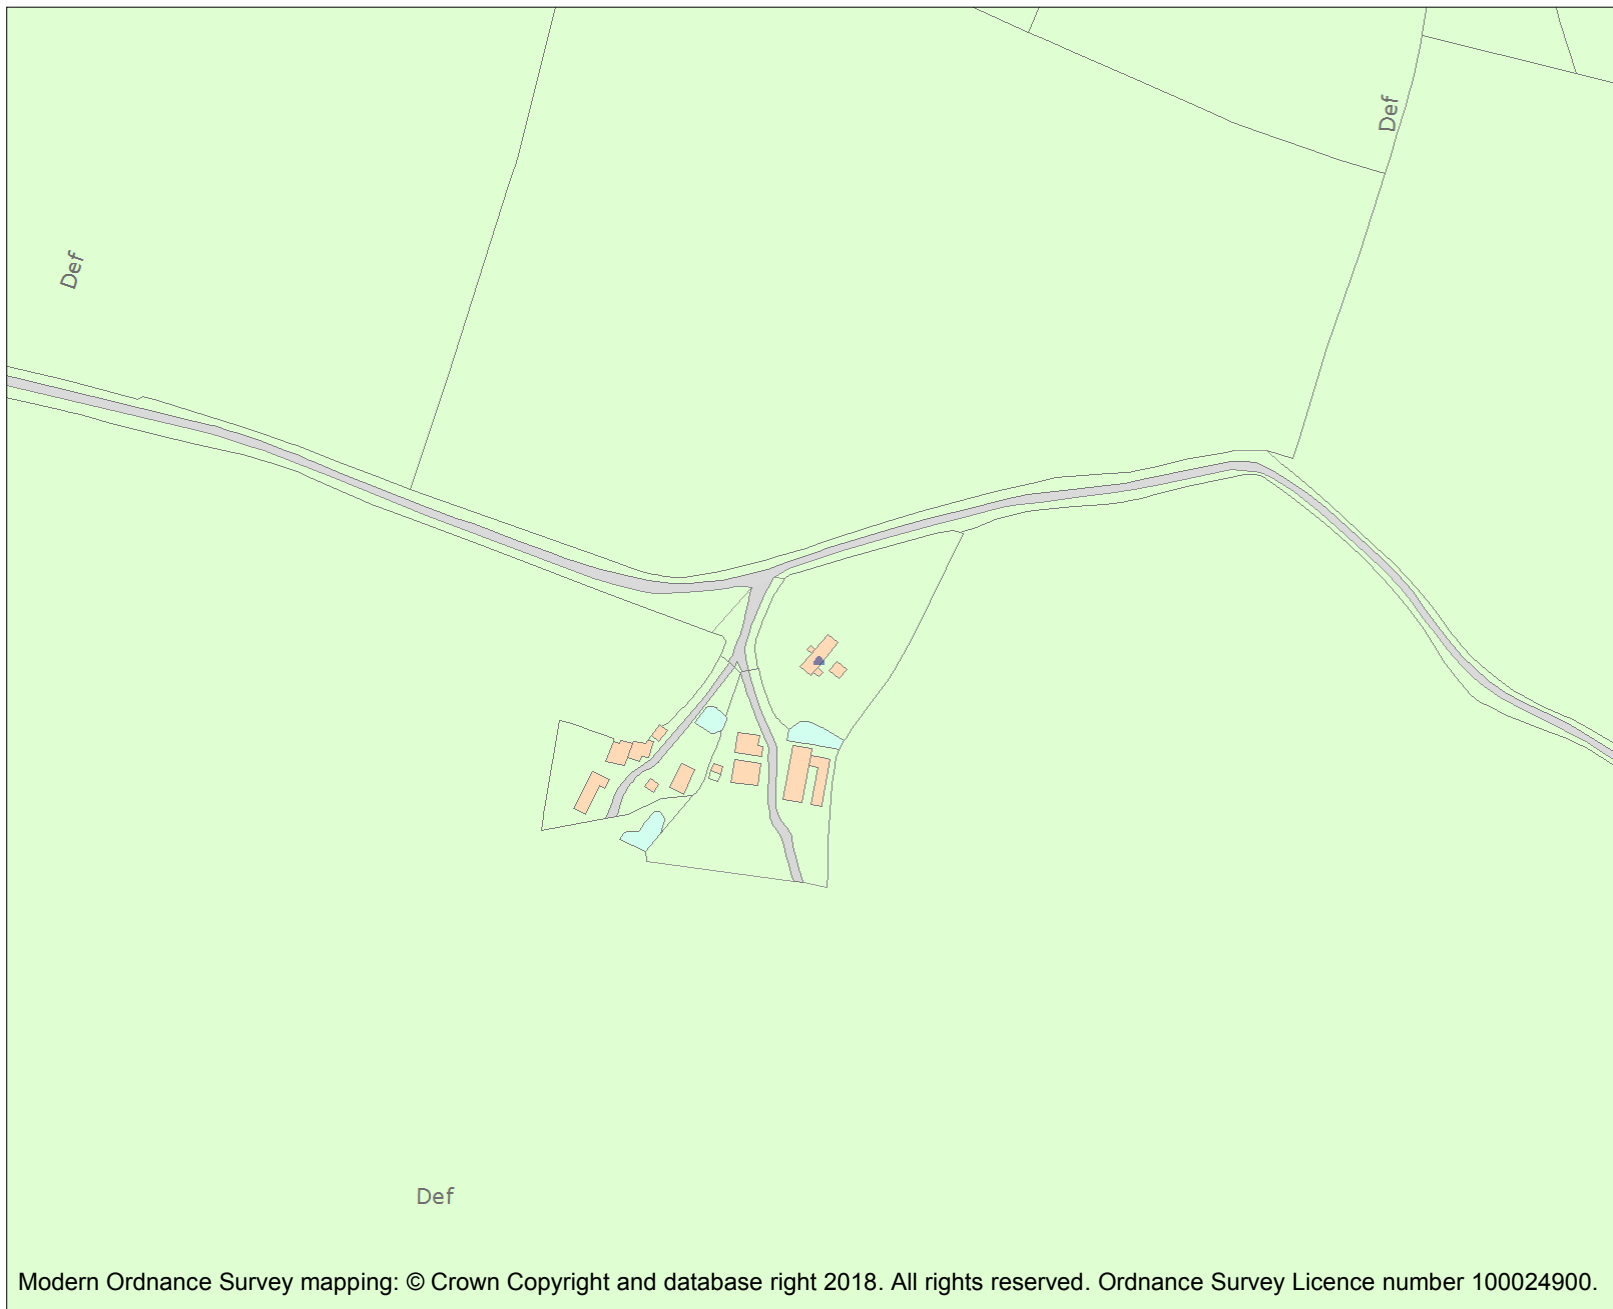 Def
Def
Def
Modern Ordnance Survey mapping: © Crown Copyright and database right 2018. All rights reserved. Ordnance Survey Licence number 100024900.